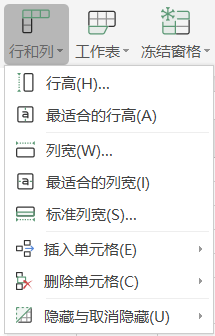 行和列 工作表 冻结窗格
行高(H)...
最适合的行高(A)
列宽(W)...
最适合的列宽(I)
标准列宽(S)...
插入单元格(E)
删除单元格(C)
隐藏与取消隐藏(U)